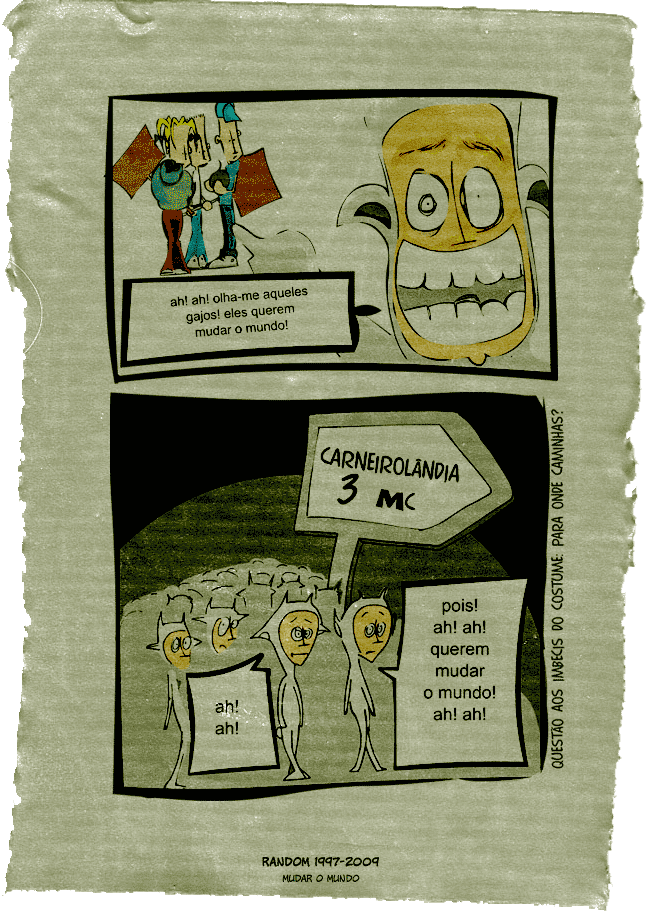 ah! ah! olha-me aqueles
gajos! eles querem
mudar o mundo!
CARNEIROLÂNDIA
3 MC
pois!
ah! ah!
querem
mudar
o mundo!
ah! ah!
ah!
ah!
QUESTÃO AOS IMBECIS DO COSTUME: PARA ONDE CAMINHAS?
RANDOM 1997-2009
MUDAR O MUNDO